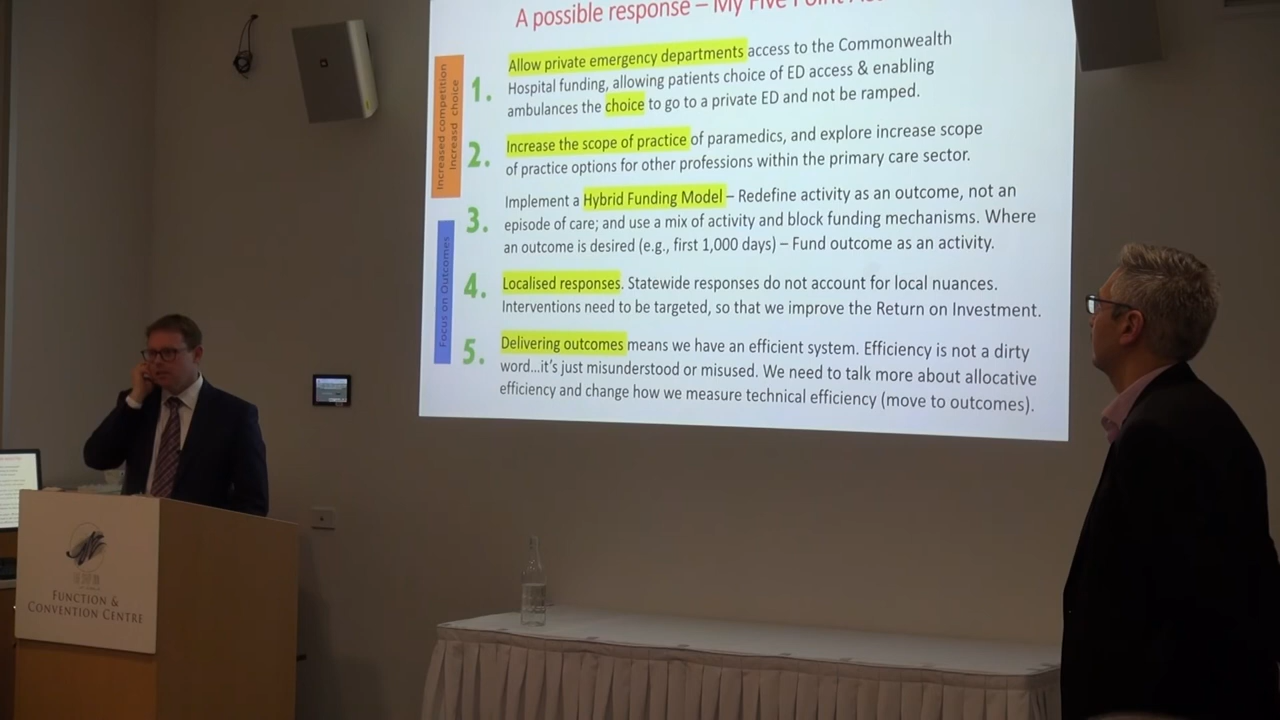 A possible response – My Five Point
Increased competition
Increasd choice
1. Allow private emergency departments access to the Commonwealth
Hospital funding, allowing patients choice of ED access & enabling
ambulances the choice to go to a private ED and not be ramped.
2. Increase the scope of practice of paramedics, and explore increase scope
of practice options for other professions within the primary care sector.
3. Implement a Hybrid Funding Model – Redefine activity as an outcome, not an
episode of care; and use a mix of activity and block funding mechanisms. Where
an outcome is desired (e.g., first 1,000 days) – Fund outcome as an activity.
Focus on Outcomes
4. Localised responses. Statewide responses do not account for local nuances.
Interventions need to be targeted, so that we improve the Return on Investment.
5. Delivering outcomes means we have an efficient system. Efficiency is not a dirty
word...it's just misunderstood or misused. We need to talk more about allocative
efficiency and change how we measure technical efficiency (move to outcomes).
FUNCTION &
CONVENTION CENTRE